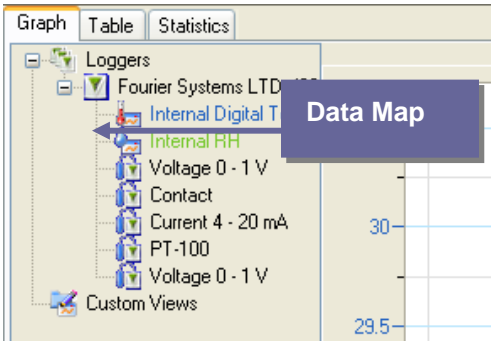 Graph Table Statistics
Loggers
Fourier Systems LTD
Internal Digital T
Data Map
Internal RH
Voltage 0 - 1 V
Contact
Current 4 - 20 mA
30
PT-100
Voltage 0 - 1 V
Custom Views
29.5